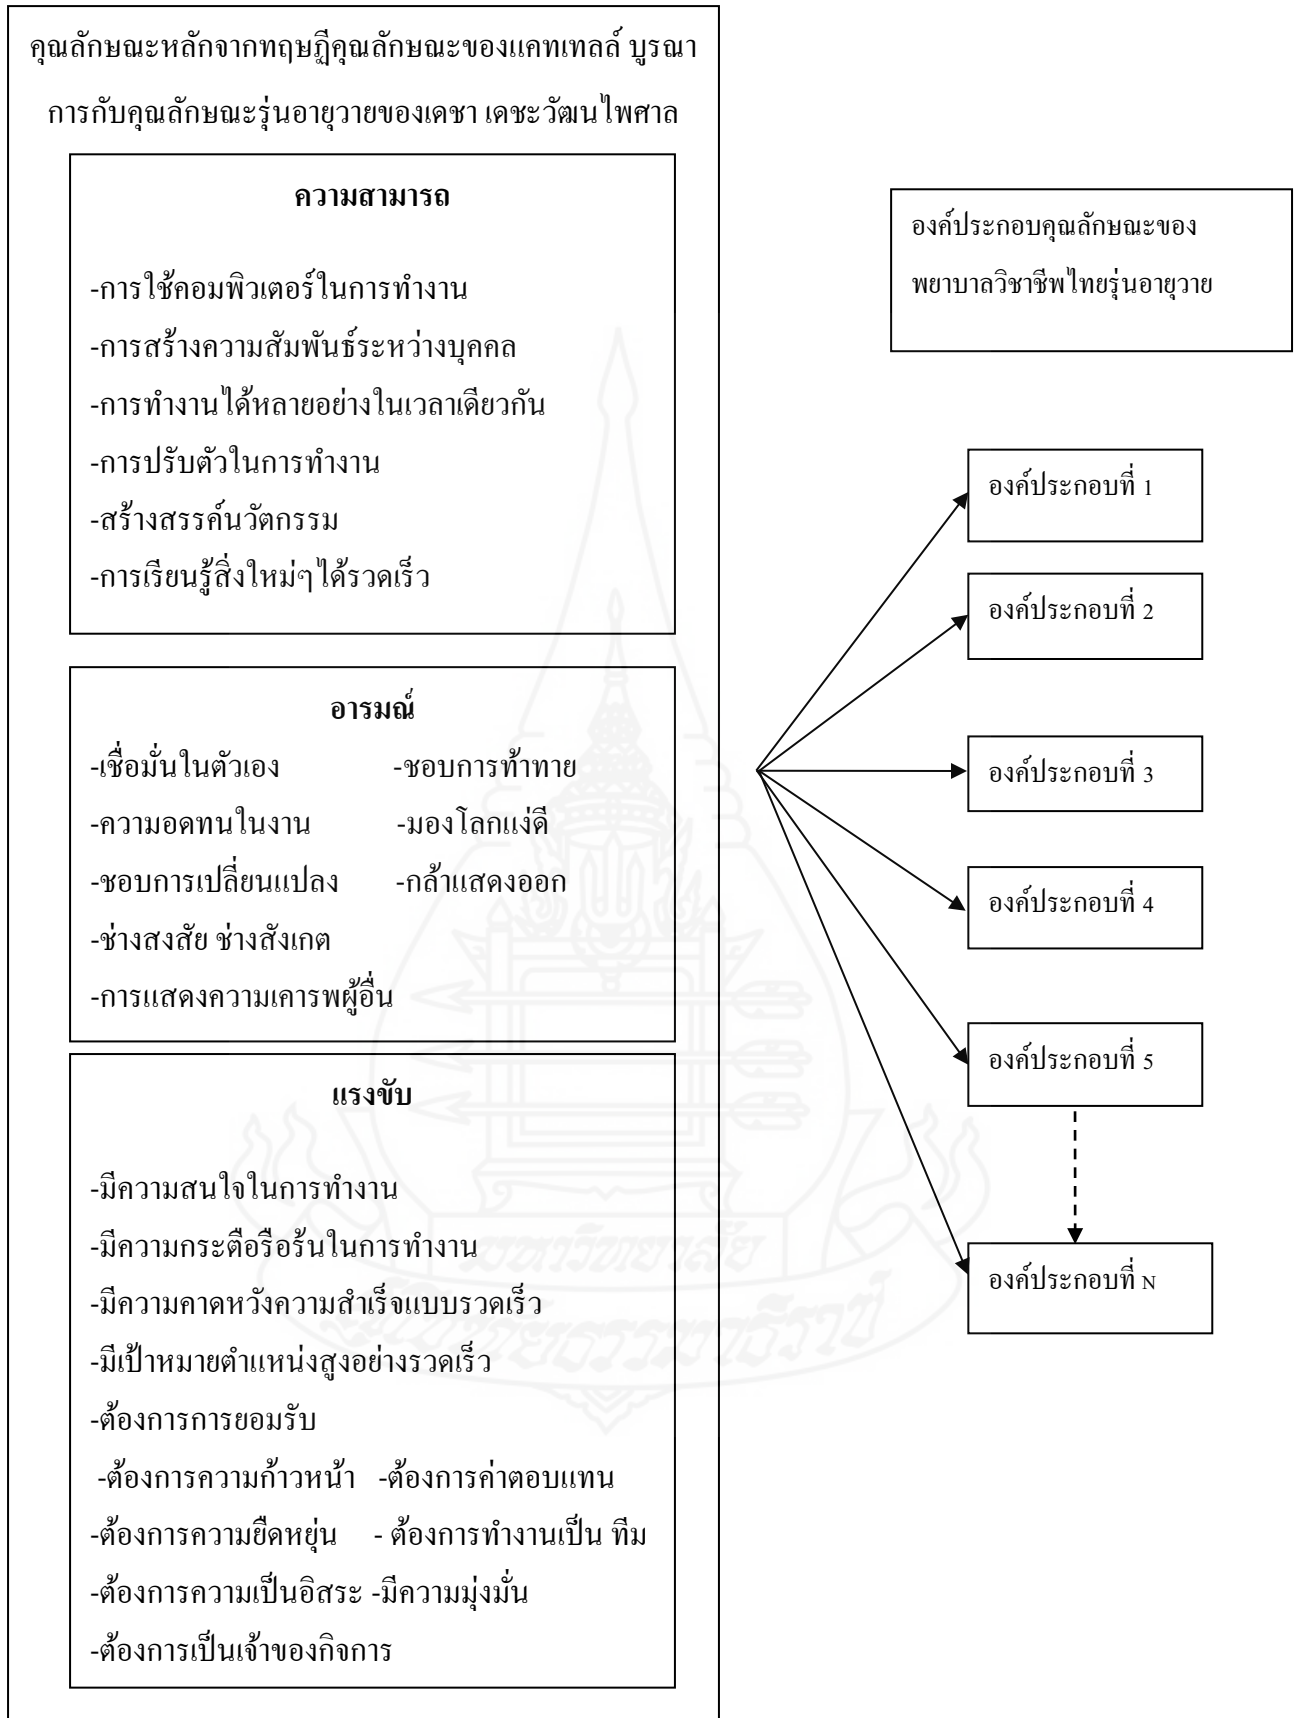 คุณลักษณะหลักจากทฤษฎีคุณลักษณะของแคทเทลล์ บูรณา
การกับคุณลักษณะรุ่นอายุวายของเดชา เดชะวัฒนไพศาล
ความสามารถ
-การใช้คอมพิวเตอร์ในการทำงาน
-การสร้างความสัมพันธ์ระหว่างบุคคล
-การทำงานได้หลายอย่างในเวลาเดียวกัน
-การปรับตัวในการทำงาน
-สร้างสรรค์นวัตกรรม
-การเรียนรู้สิ่งใหม่ๆได้รวดเร็ว
อารมณ์
-เชื่อมั่นในตัวเอง -ชอบการท้าทาย
-ความอดทนในงาน -มองโลกแง่ดี
-ชอบการเปลี่ยนแปลง -กล้าแสดงออก
-ช่างสงสัย ช่างสังเกต
-การแสดงความเคารพผู้อื่น
แรงขับ
-มีความสนใจในการทำงาน
-มีความกระตือรือร้นในการทำงาน
-มีความคาดหวังความสำเร็จแบบรวดเร็ว
-มีเป้าหมายตำแหน่งสูงอย่างรวดเร็ว
-ต้องการการยอมรับ
-ต้องการความก้าวหน้า -ต้องการค่าตอบแทน
-ต้องการความยืดหยุ่น - ต้องการทำงานเป็น ทีม
-ต้องการความเป็นอิสระ -มีความมุ่งมั่น
-ต้องการเป็นเจ้าของกิจการ
องค์ประกอบคุณลักษณะของ
พยาบาลวิชาชีพไทยรุ่นอายุวาย
องค์ประกอบที่ 1
องค์ประกอบที่ 2
องค์ประกอบที่ 3
องค์ประกอบที่ 4
องค์ประกอบที่ 5
องค์ประกอบที่ N
มหาวิทยาลัย
สุโขทัยธรรมาธิราช